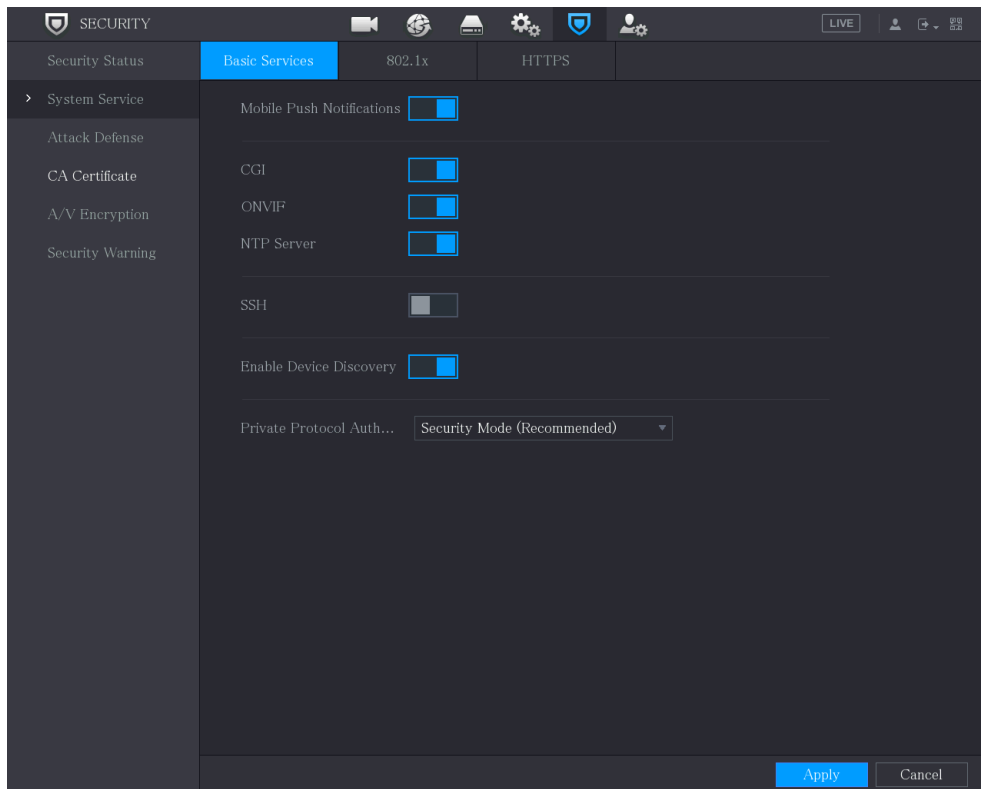 SECURITY
LIVE
Security Status
System Service
Attack Defense
CA Certificate
A/V Encryption
Security Warning
Basic Services 802.1x HTTPS
Mobile Push Notifications
CGI
ONVIF
NTP Server
SSH
Enable Device Discovery
Private Protocol Auth... Security Mode (Recommended)
Apply Cancel